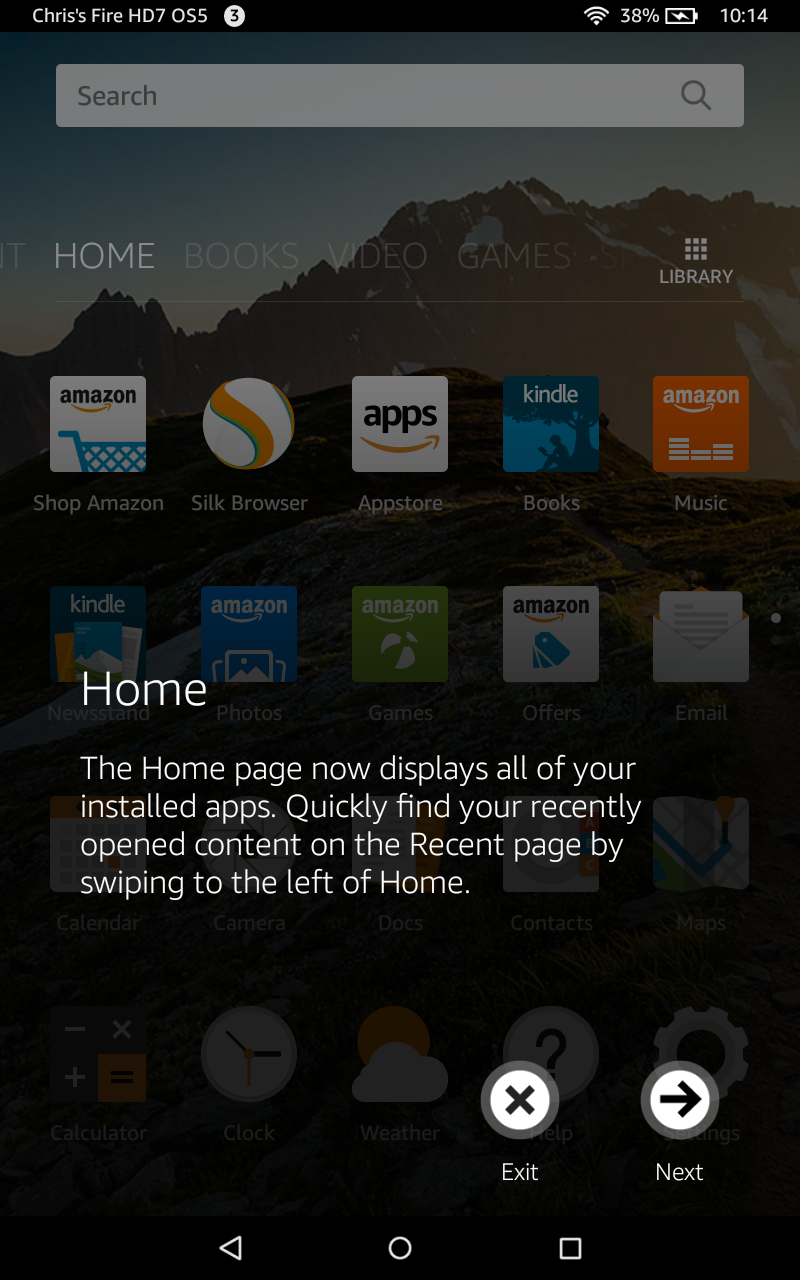 Chris's Fire HD7 OS5 3 38% 10:14
Search
NT HOME BOOKS VIDEO GAMES SH
LIBRARY
amazon apps kindle amazon
Shop Amazon Silk Browser Appstore Books Music
kindle amazon amazon amazon
Newsstand Photos Games Offers Email
Home
The Home page now displays all of your
installed apps. Quickly find your recently
opened content on the Recent page by
swiping to the left of Home.
Calendar Camera Docs Contacts Maps
Calculator Clock Weather Help Settings
Exit Next